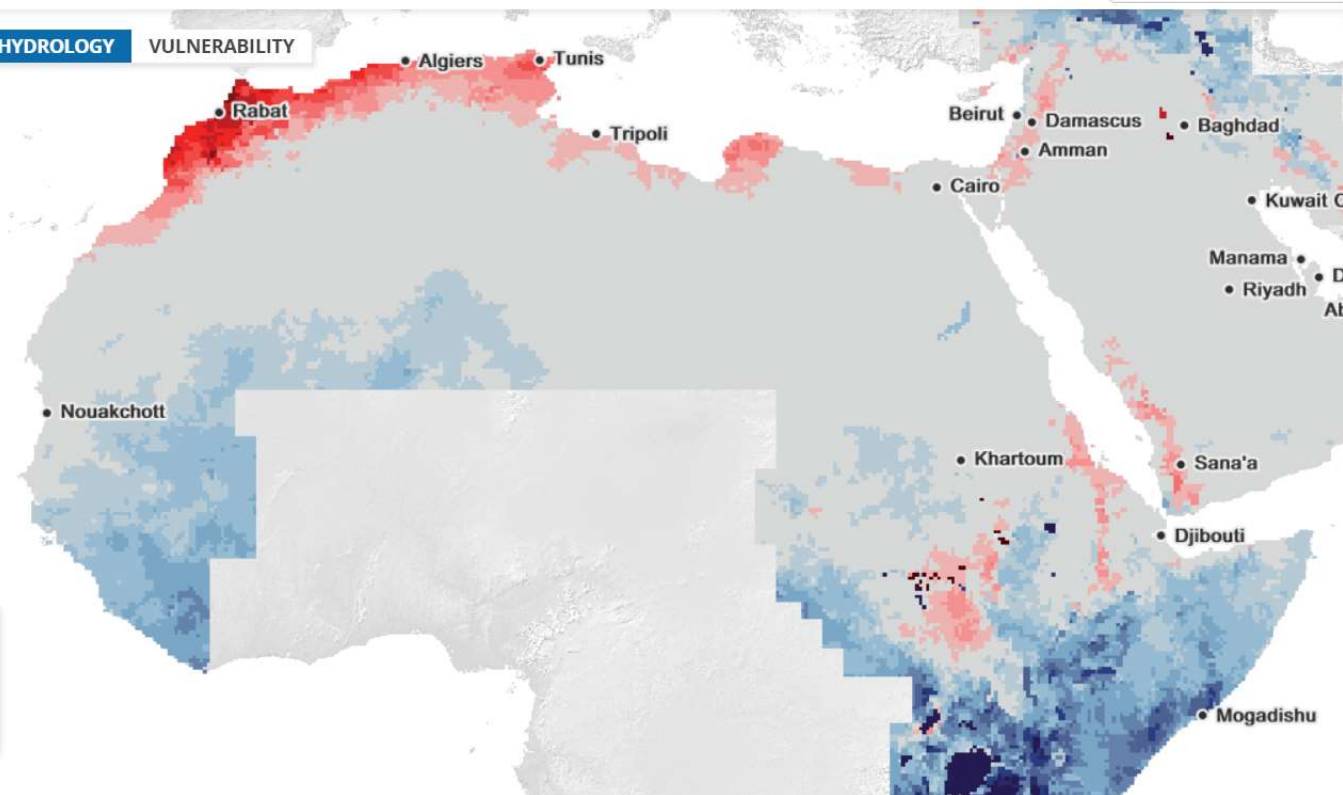 HYDROLOGY VULNERABILITY
Algiers
Tunis
Rabat
Tripoli
Beirut
Damascus
Baghdad
Amman
Cairo
Kuwait C
Manama
D
Riyadh
Ab
Nouakchott
Khartoum
Sana'a
Djibouti
Mogadishu